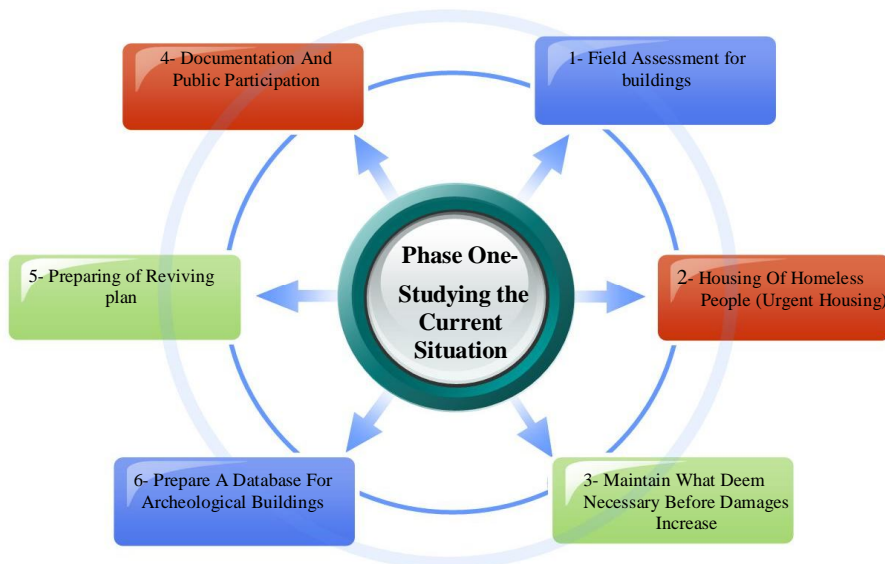 4- Documentation And
Public Participation
1- Field Assessment for
buildings
Phase One-
Studying the
Current
Situation
5- Preparing of Reviving
plan
2- Housing Of Homeless
People (Urgent Housing)
6- Prepare A Database For
Archeological Buildings
3- Maintain What Deem
Necessary Before Damages
Increase